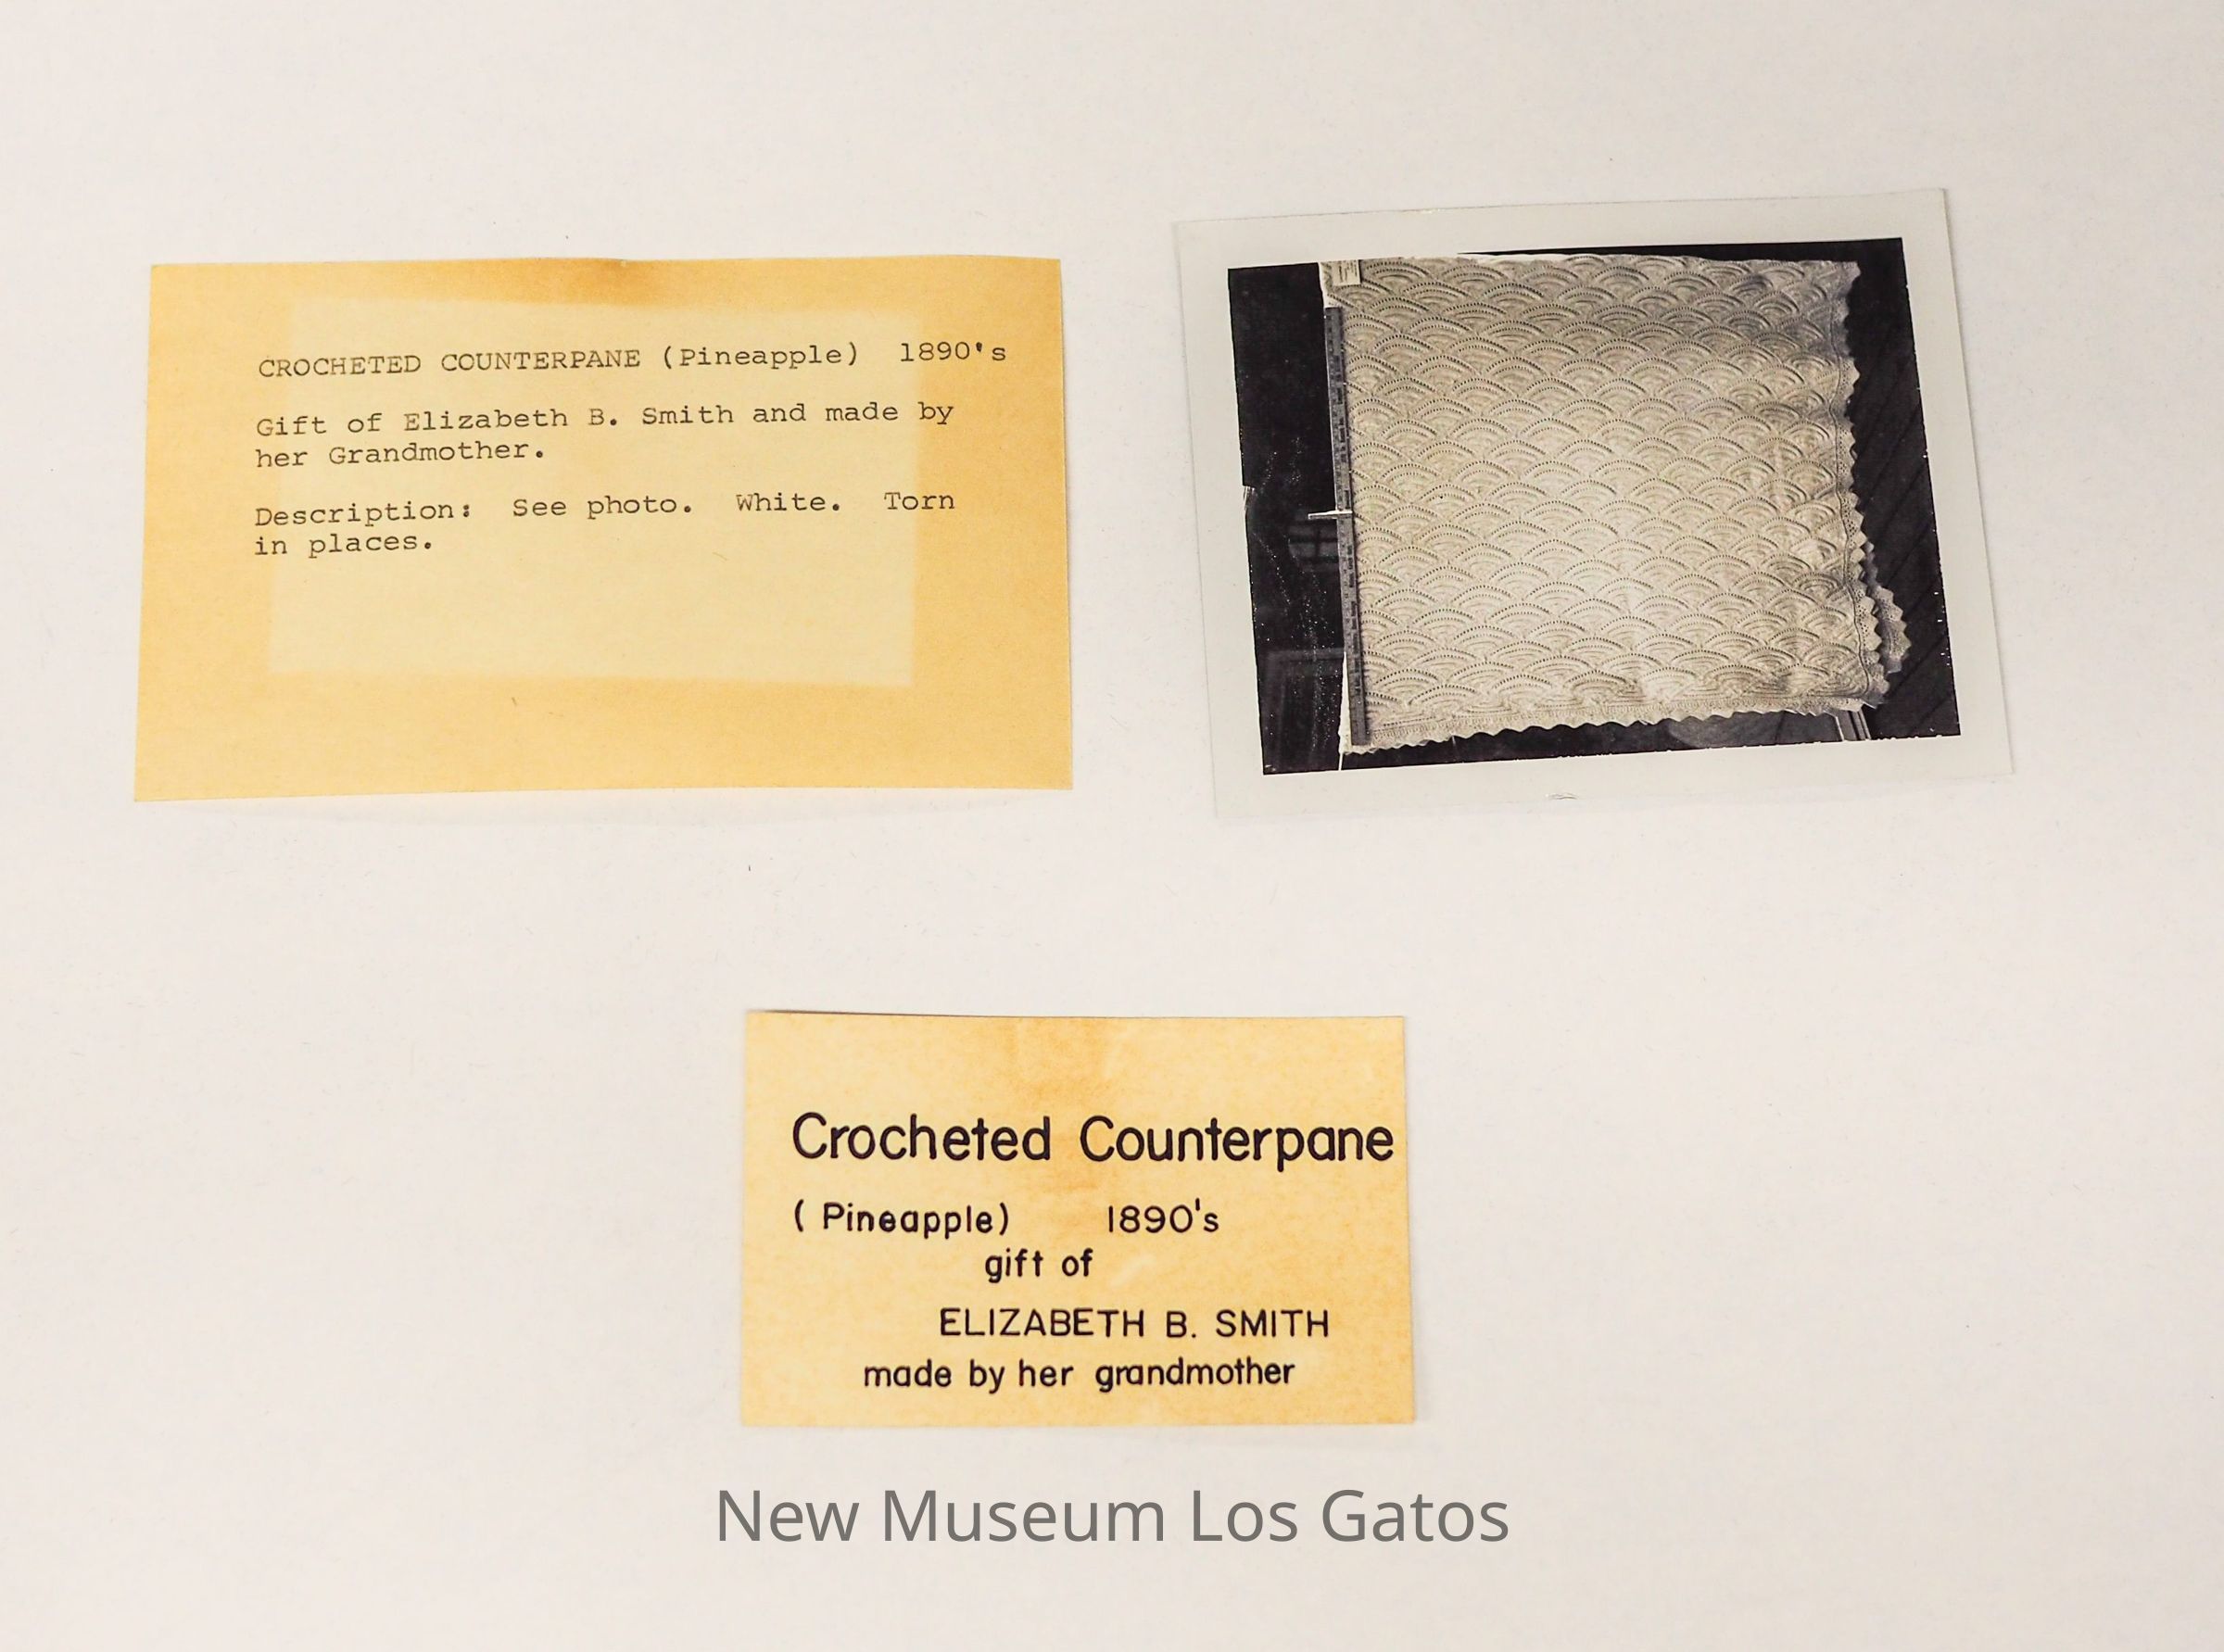 CROCHETED COUNTERPANE (Pineapple) 1890's
Gift of Elizabeth B. Smith and made by
her Grandmother.
Description: See photo. White. Torn
in places.
Crocheted Counterpane
( Pineapple) 1890's
gift of
ELIZABETH B. SMITH
made by her grandmother
New Museum Los Gatos